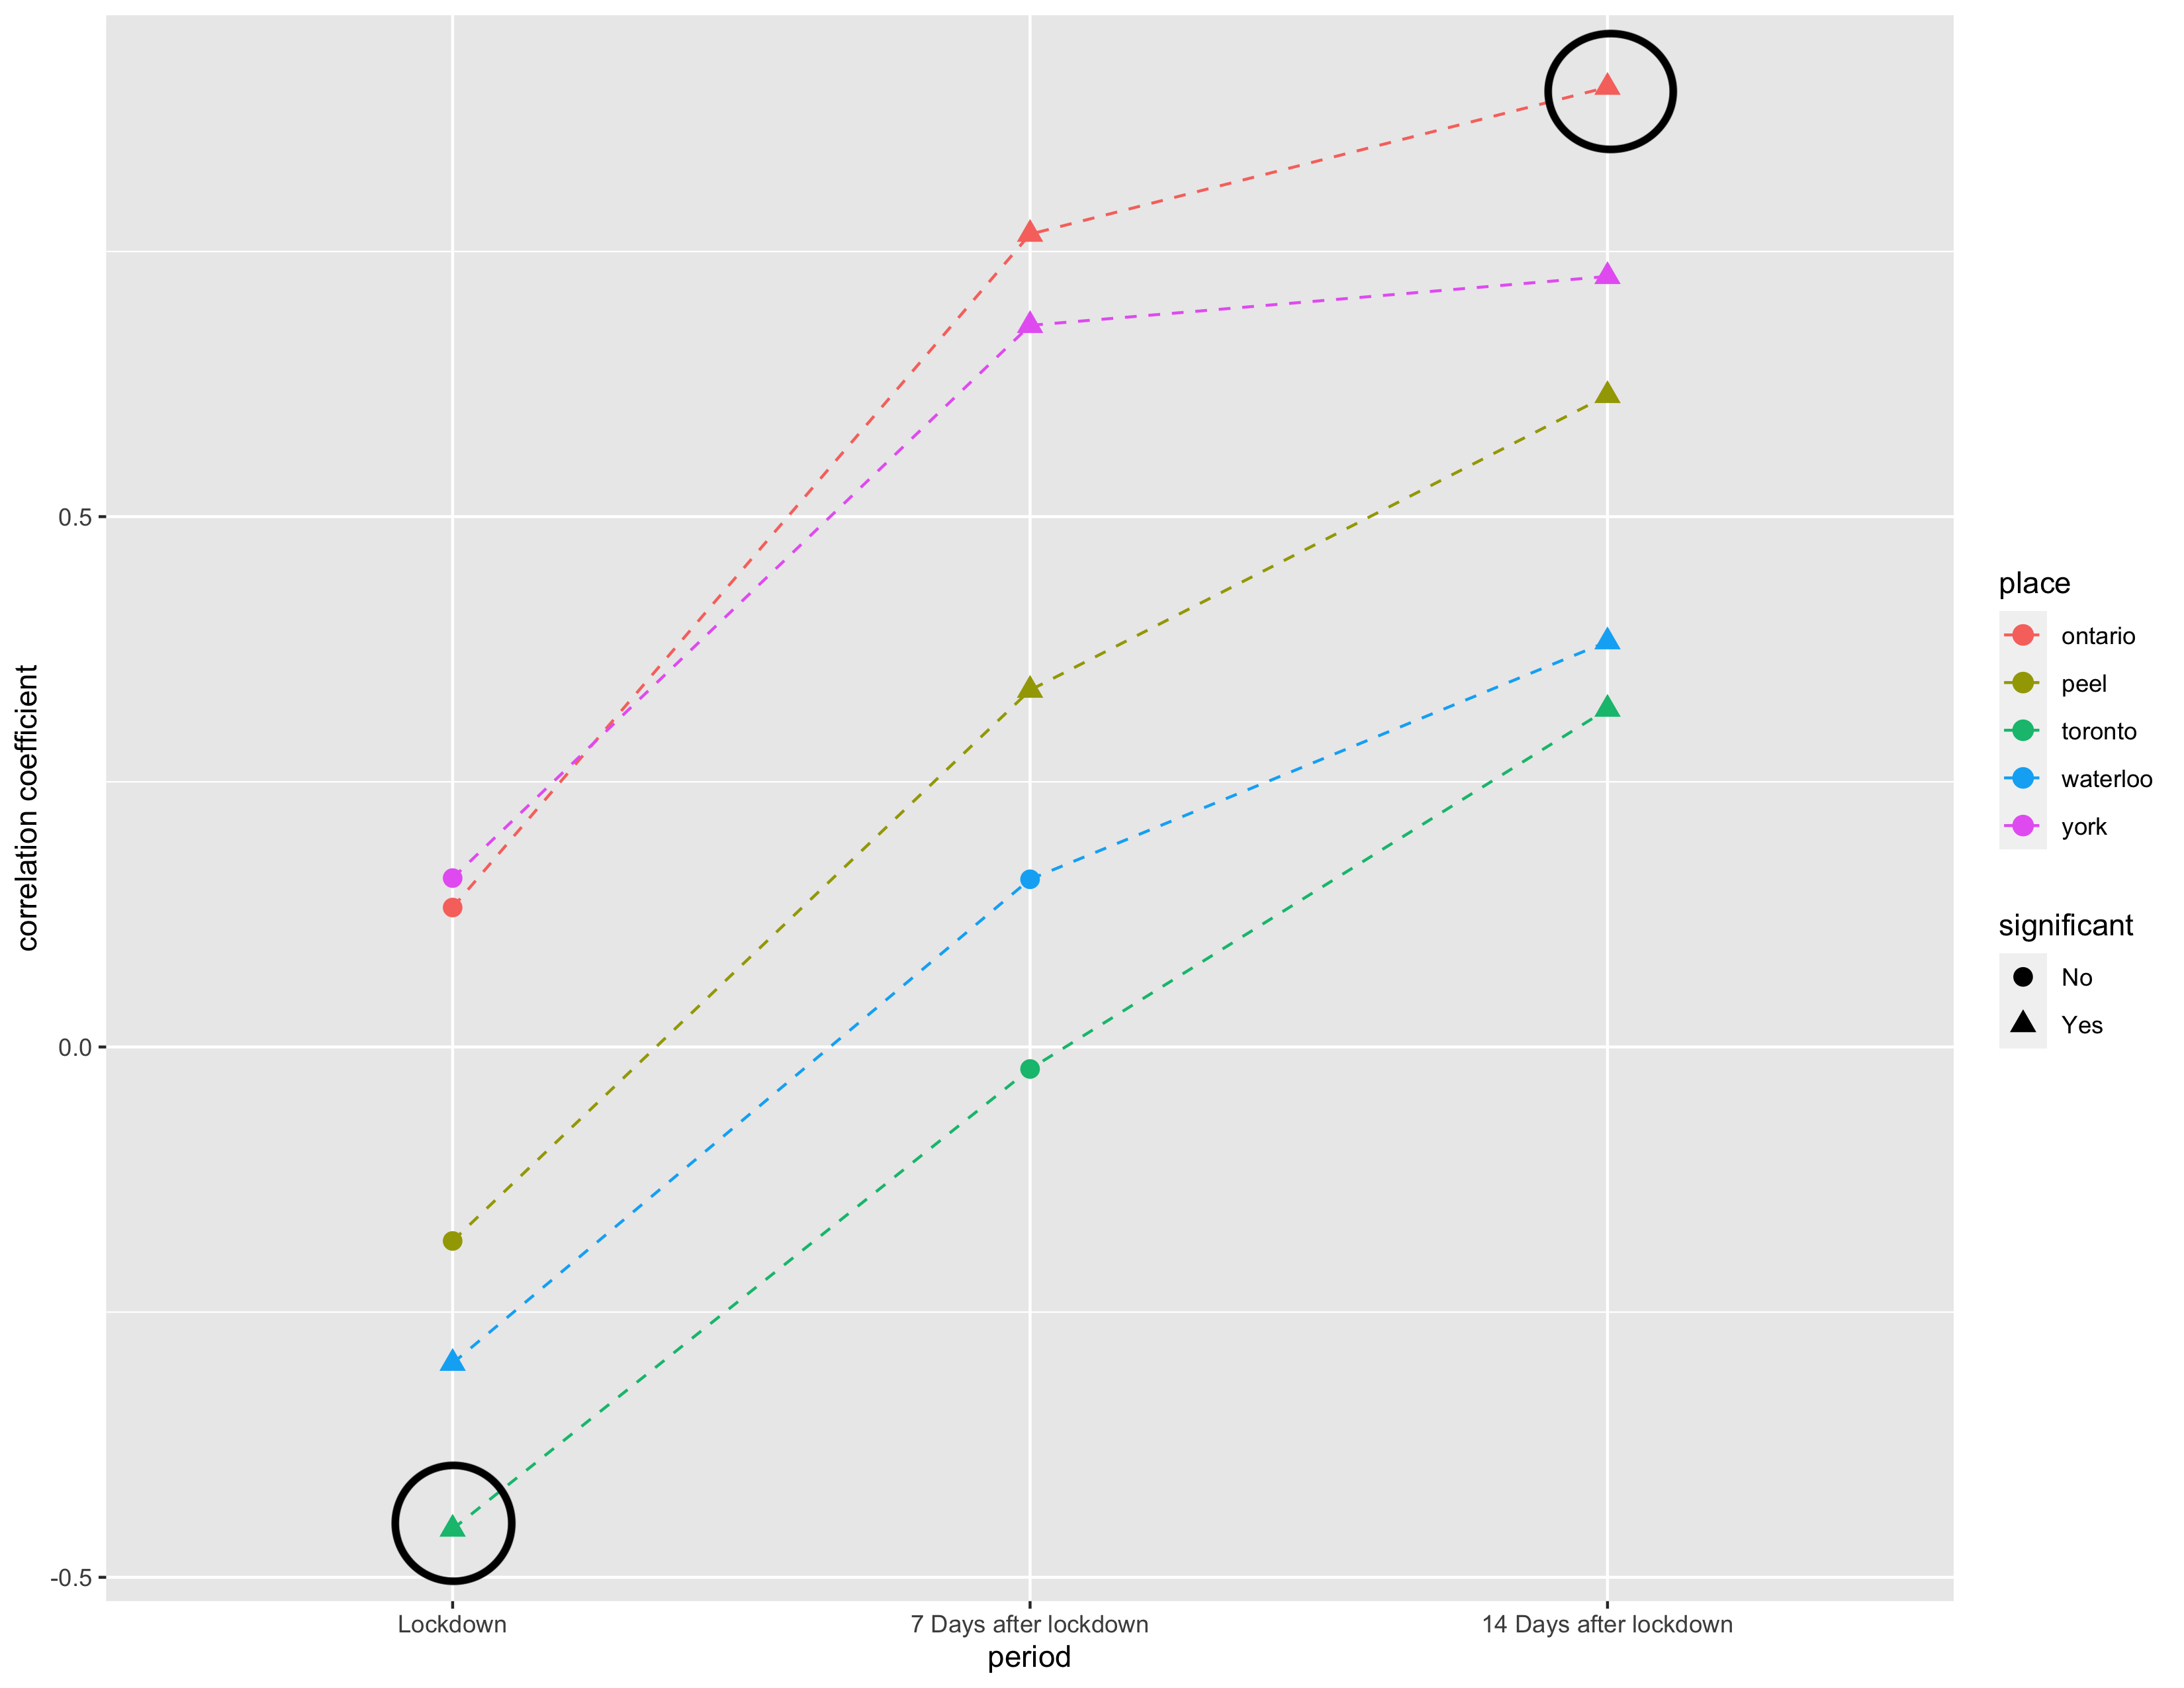 correlation coefficient
0.5
0.0
-0.5
Lockdown
7 Days after lockdown
14 Days after lockdown
period
place
ontario
peel
toronto
waterloo
york
significant
No
Yes